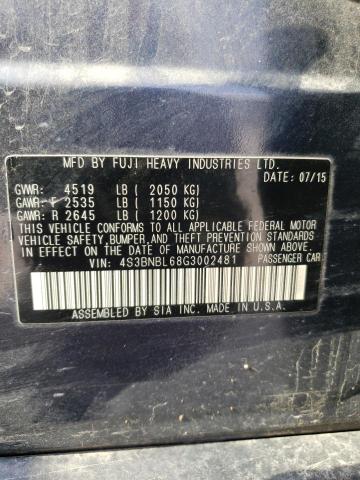 MFD BY FUJI HEAVY INDUSTRIES LTD.
DATE: 07/15
GVWR: 4519 LB ( 2050 KG)
GAWR: F 2535 LB ( 1150 KG)
GAWR: R 2645 LB ( 1200 KG)
THIS VEHICLE CONFORMS TO ALL APPLICABLE FEDERAL MOTOR
VEHICLE SAFETY, BUMPER, AND THEFT PREVENTION STANDARDS
IN EFFECT ON THE DATE OF MANUFACTURE SHOWN ABOVE.
VIN: 4S3BNBL68G3002481 PASSENGER CAR
ASSEMBLED BY SIA INC. MADE IN U.S.A.